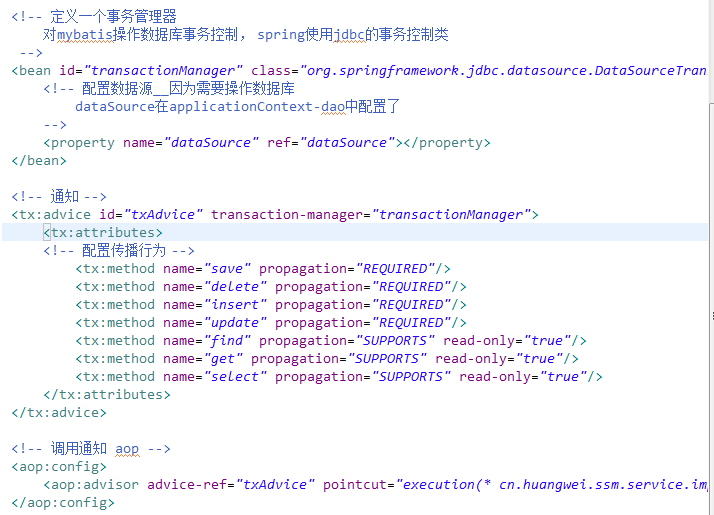 <!-- 定义一个事务管理器
对mybatis操作数据库事务控制， spring使用jdbc的事务控制类
-->
<bean id="transactionManager" class="org.springframework.jdbc.datasource.DataSourceTran
<!-- 配置数据源__因为需要操作数据库
dataSource在applicationContext-dao中配置了
-->
<property name="dataSource" ref="dataSource"></property>
</bean>
<!-- 通知 -->
<tx:advice id="txAdvice" transaction-manager="transactionManager">
<tx:attributes>
<!-- 配置传播行为 -->
<tx:method name="save" propagation="REQUIRED"/>
<tx:method name="delete" propagation="REQUIRED"/>
<tx:method name="insert" propagation="REQUIRED"/>
<tx:method name="update" propagation="REQUIRED"/>
<tx:method name="find" propagation="SUPPORTS" read-only="true"/>
<tx:method name="get" propagation="SUPPORTS" read-only="true"/>
<tx:method name="select" propagation="SUPPORTS" read-only="true"/>
</tx:attributes>
</tx:advice>
<!-- 调用通知 aop -->
<aop:config>
<aop:advisor advice-ref="txAdvice" pointcut="execution(* cn.huangwei.ssm.service.imp
</aop:config>